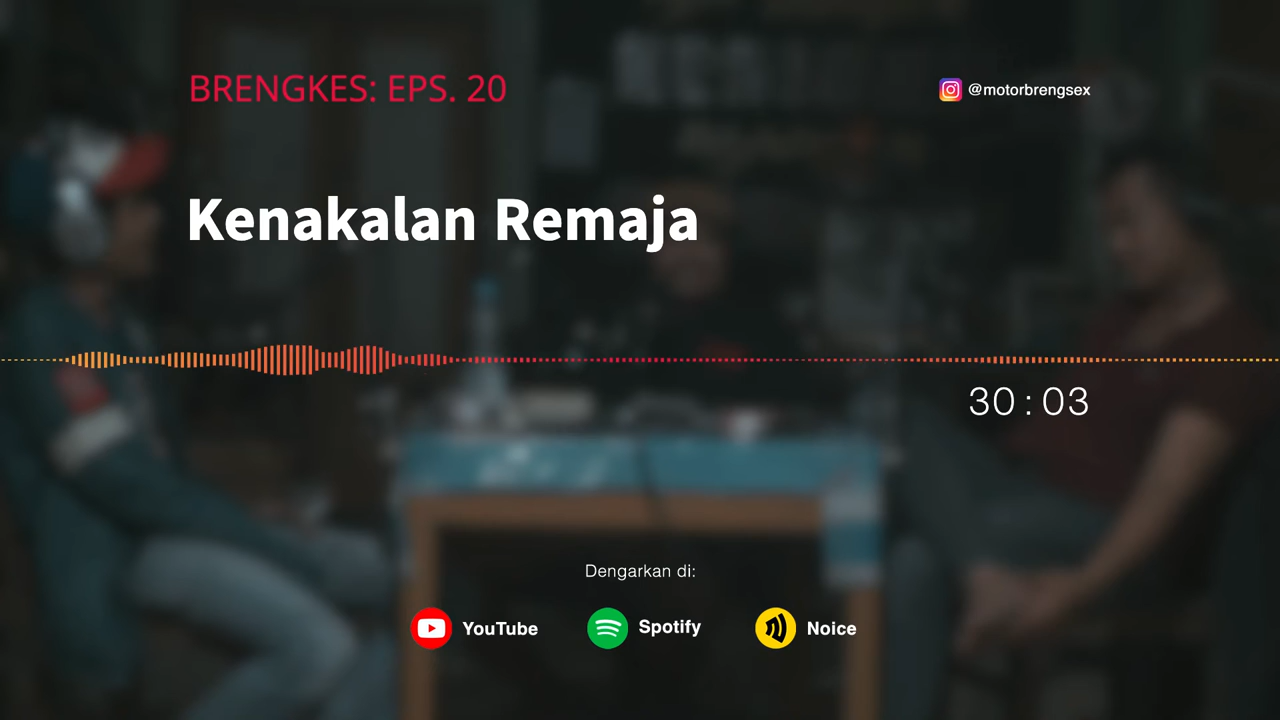 BRENGKES: EPS. 20
@motorbrengsex
Kenakalan Remaja
30 : 03
Dengarkan di:
YouTube
Spotify
Noice